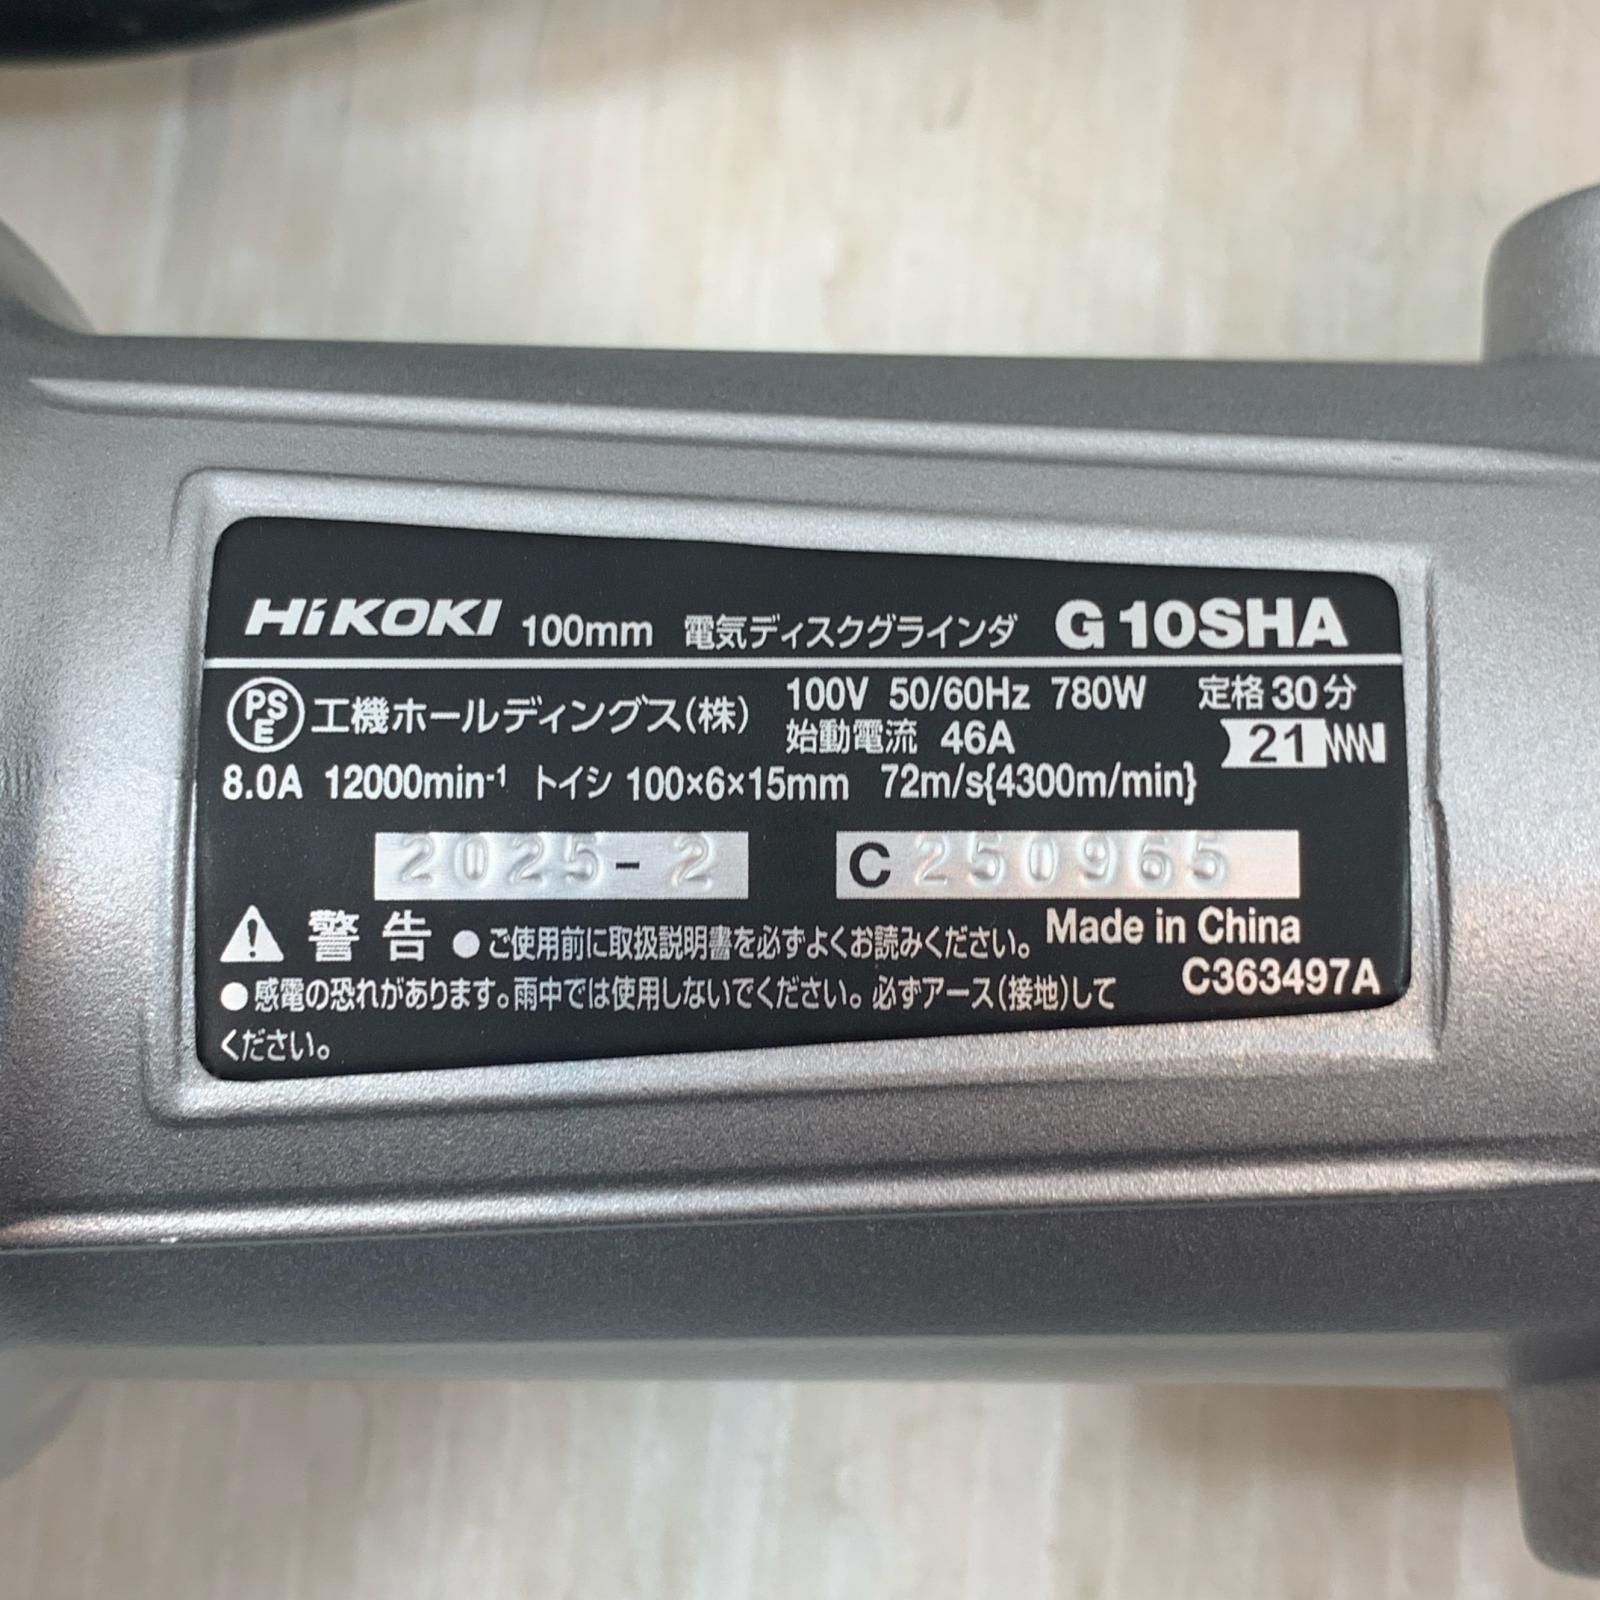 HiKOKI 100mm 電気ディスクグラインダ G10SHA
PSE 工機ホールディングス(株) 100V 50/60Hz 780W 定格30分
始動電流 46A 21
8.0A 12000min-1 トイシ 100×6×15mm 72m/s{4300m/min}
2025-2 C 250965
警告 ●ご使用前に取扱説明書を必ずよくお読みください。 Made in China
●感電の恐れがあります。雨中では使用しないでください。必ずアース(接地)して C363497A
ください。